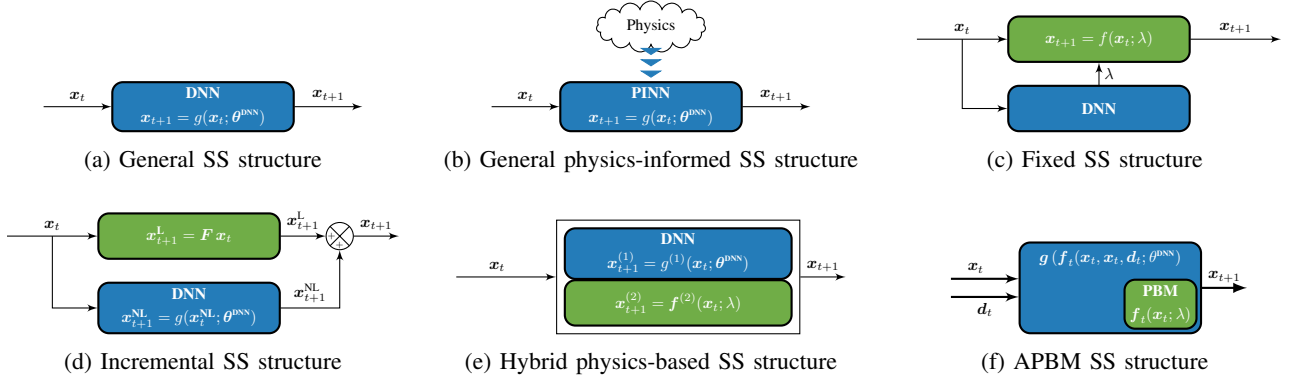 x_t
DNN
x_{t+1} = g(x_t; θ^{DNN})
x_{t+1}
(a) General SS structure
Physics
x_t
PINN
x_{t+1} = g(x_t; θ^{DNN})
x_{t+1}
(b) General physics-informed SS structure
x_t
x_{t+1} = f(x_t; λ)
x_{t+1}
λ
DNN
(c) Fixed SS structure
x_t
x^L_{t+1} = F x_t
x^L_{t+1}
x_{t+1}
+
+
DNN
x^{NL}_{t+1} = g(x^{NL}_t; θ^{DNN})
x^{NL}_{t+1}
(d) Incremental SS structure
x_t
DNN
x^{(1)}_{t+1} = g^{(1)}(x_t; θ^{DNN})
x^{(2)}_{t+1} = f^{(2)}(x_t; λ)
x_{t+1}
(e) Hybrid physics-based SS structure
x_t
d_t
g (f_t(x_t, x_t, d_t; θ^{DNN})
PBM
f_t(x_t; λ)
x_{t+1}
(f) APBM SS structure